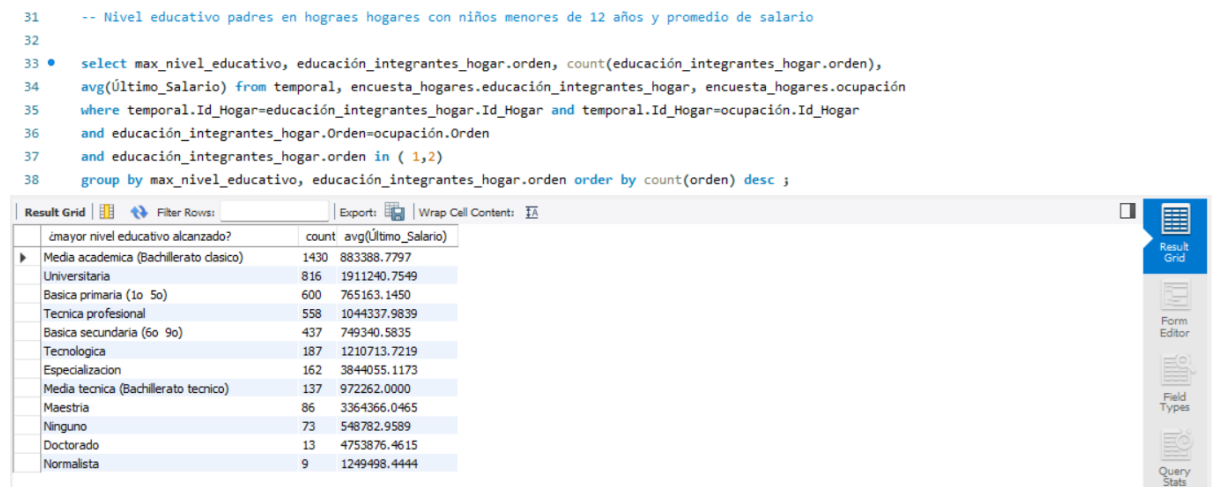 31 -- Nivel educativo padres en hograes hogares con niños menores de 12 años y promedio de salario
32
33 select max_nivel_educativo, educación_integrantes_hogar.orden, count(educación_integrantes_hogar.orden),
34 avg(Último_Salario) from temporal, encuesta_hogares.educación_integrantes_hogar, encuesta_hogares.ocupación
35 where temporal.Id_Hogar=educación_integrantes_hogar.Id_Hogar and temporal.Id_Hogar=ocupación.Id_Hogar
36 and educación_integrantes_hogar.Orden=ocupación.Orden
37 and educación_integrantes_hogar.orden in ( 1,2)
38 group by max_nivel_educativo, educación_integrantes_hogar.orden order by count(orden) desc ;
Result Grid Filter Rows: Export: Wrap Cell Content: IA
¿mayor nivel educativo alcanzado? count avg(Último_Salario)
Media academica (Bachillerato clasico) 1430 883388.7797
Universitaria 816 1911240.7549
Basica primaria (1o 5o) 600 765163.1450
Tecnica profesional 558 1044337.9839
Basica secundaria (6o 9o) 437 749340.5835
Tecnologica 187 1210713.7219
Especializacion 162 3844055.1173
Media tecnica (Bachillerato tecnico) 137 972262.0000
Maestria 86 3364366.0465
Ninguno 73 548782.9589
Doctorado 13 4753876.4615
Normalista 9 1249498.4444
Result
Grid
Form
Editor
Field
Types
Query
Stats